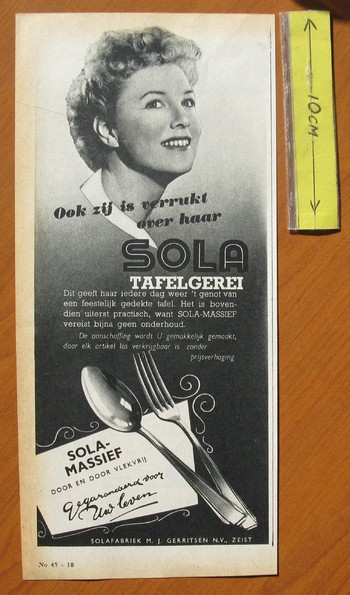 10CM
Ook zij is verrukt
over haar
SOLA
TAFELGEREI
Dit geeft haar iedere dag weer 't genot van
een feestelijk gedekte tafel. Het is boven-
dien uiterst practisch, want SOLA-MASSIEF
vereist bijna geen onderhoud.
De aanschaffing wordt U gemakkelijk gemaakt,
daar elk artikel los verkrijgbaar is zonder
prijsverhoging
SOLA-
MASSIEF
DOOR EN DOOR VLEKVRIJ
Gegarandeerd voor
Uw leven
SOLAFABRIEK M. J. GERRITSEN N.V., ZEIST
No 45 - 18